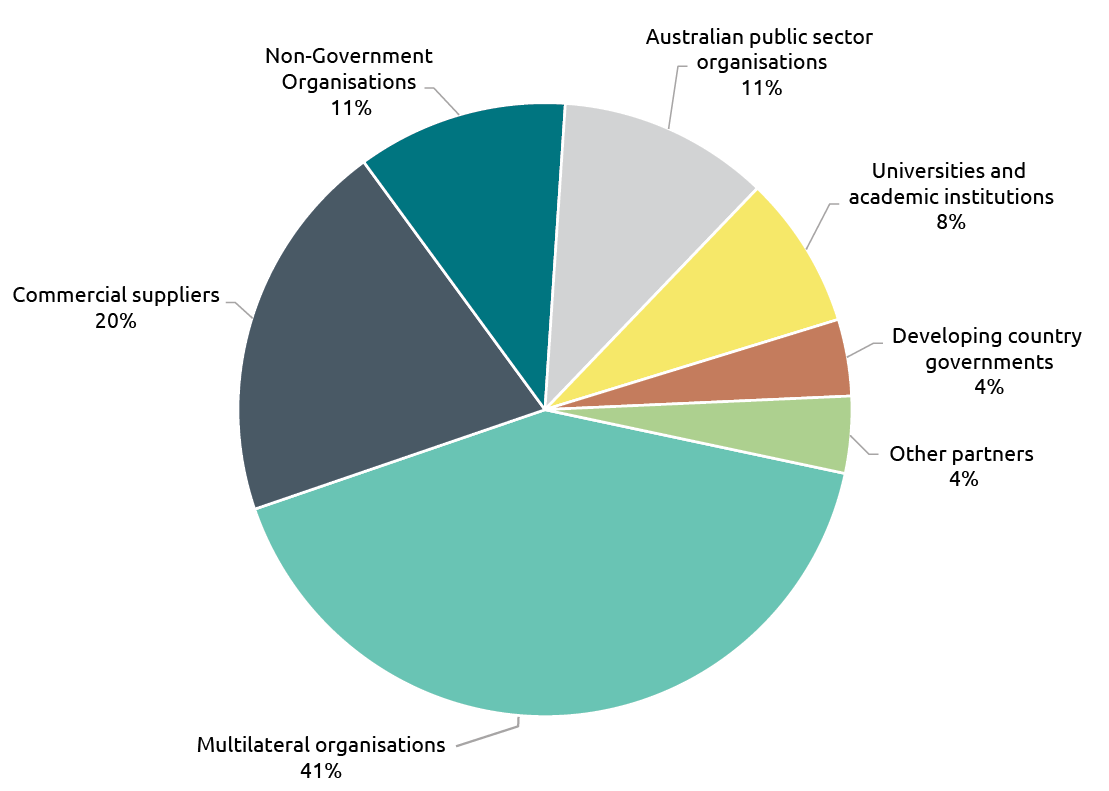 Australian public sector
organisations
11%
Non-Government
Organisations
11%
Universities and
academic institutions
8%
Commercial suppliers
20%
Developing country
governments
4%
Other partners
4%
Multilateral organisations
41%